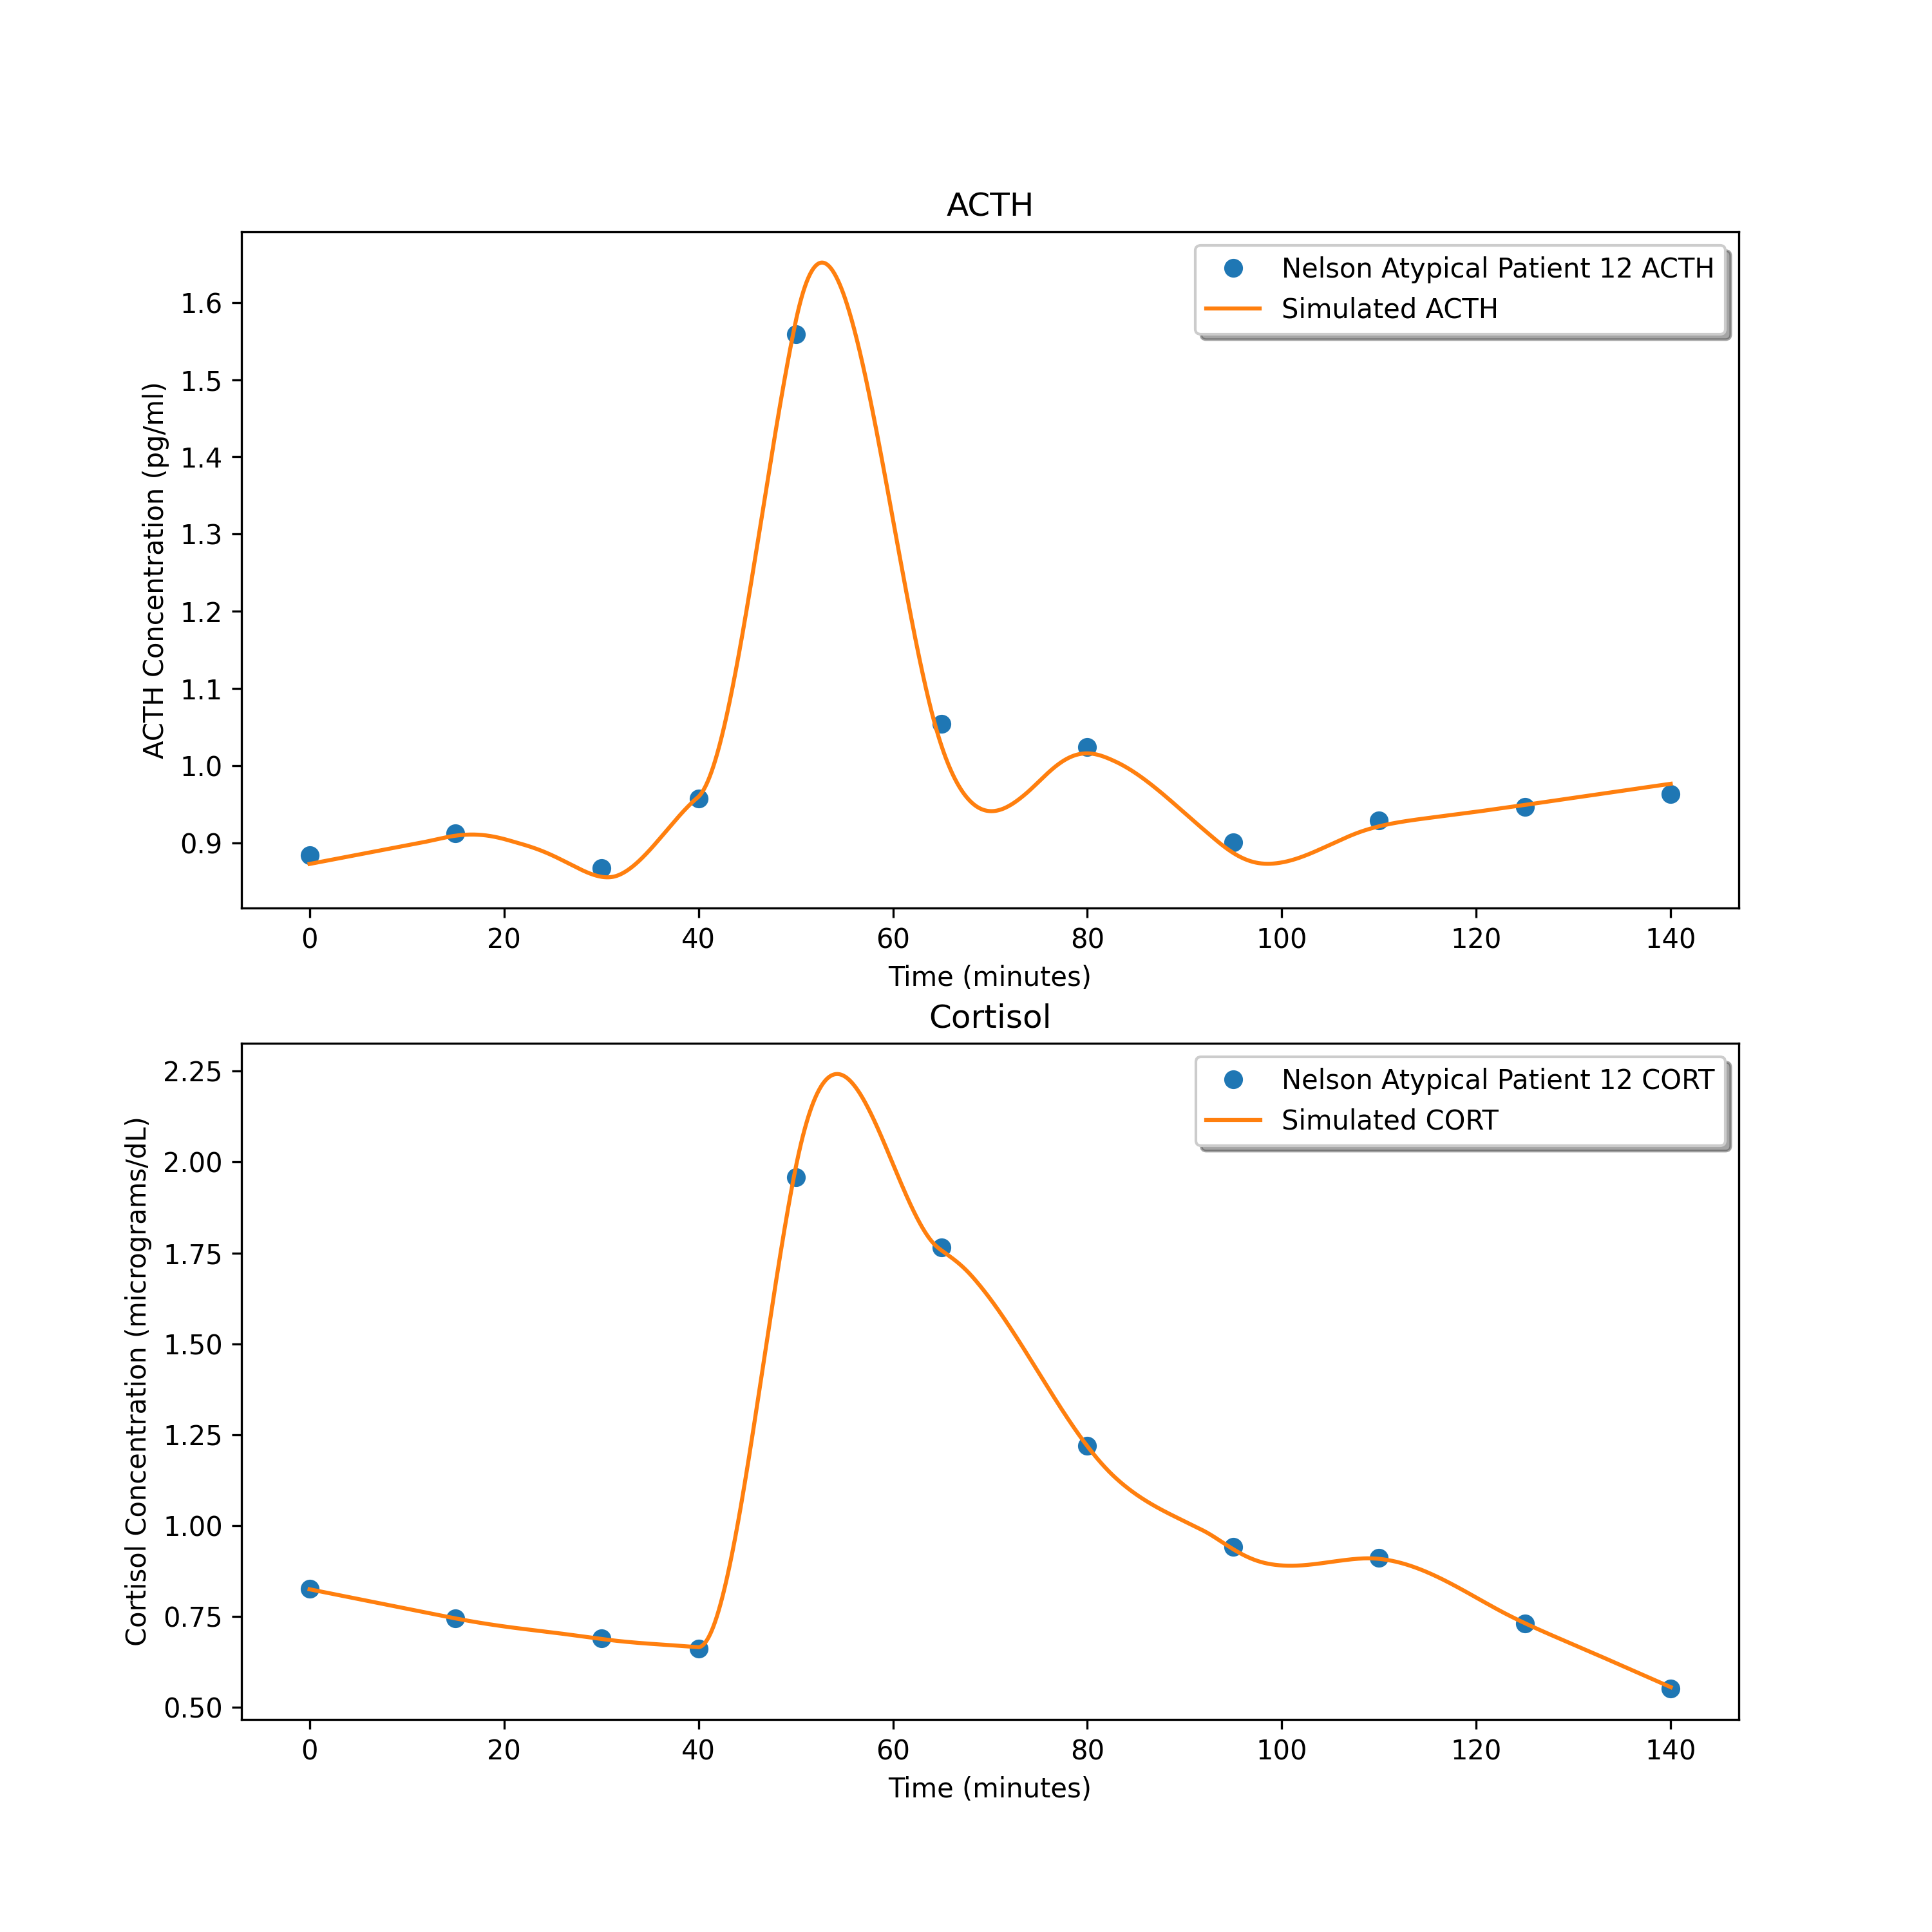 ACTH
Nelson Atypical Patient 12 ACTH
Simulated ACTH
ACTH Concentration (pg/ml)
1.6
1.5
1.4
1.3
1.2
1.1
1.0
0.9
0 20 40 60 80 100 120 140
Time (minutes)
Cortisol
Nelson Atypical Patient 12 CORT
Simulated CORT
Cortisol Concentration (micrograms/dL)
2.25
2.00
1.75
1.50
1.25
1.00
0.75
0.50
0 20 40 60 80 100 120 140
Time (minutes)